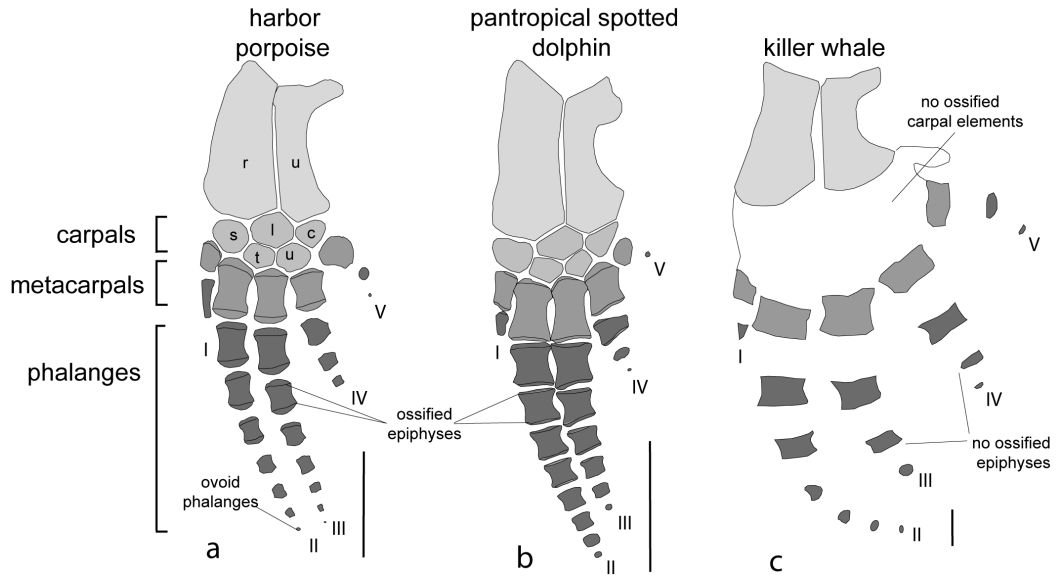 harbor
porpoise
pantropical spotted
dolphin
killer whale
no ossified
carpal elements
r
u
carpals
s
l
c
t
u
metacarpals
phalanges
I
V
IV
III
II
ovoid
phalanges
ossified
epiphyses
a
I
V
IV
III
II
b
I
V
IV
no ossified
epiphyses
III
II
c